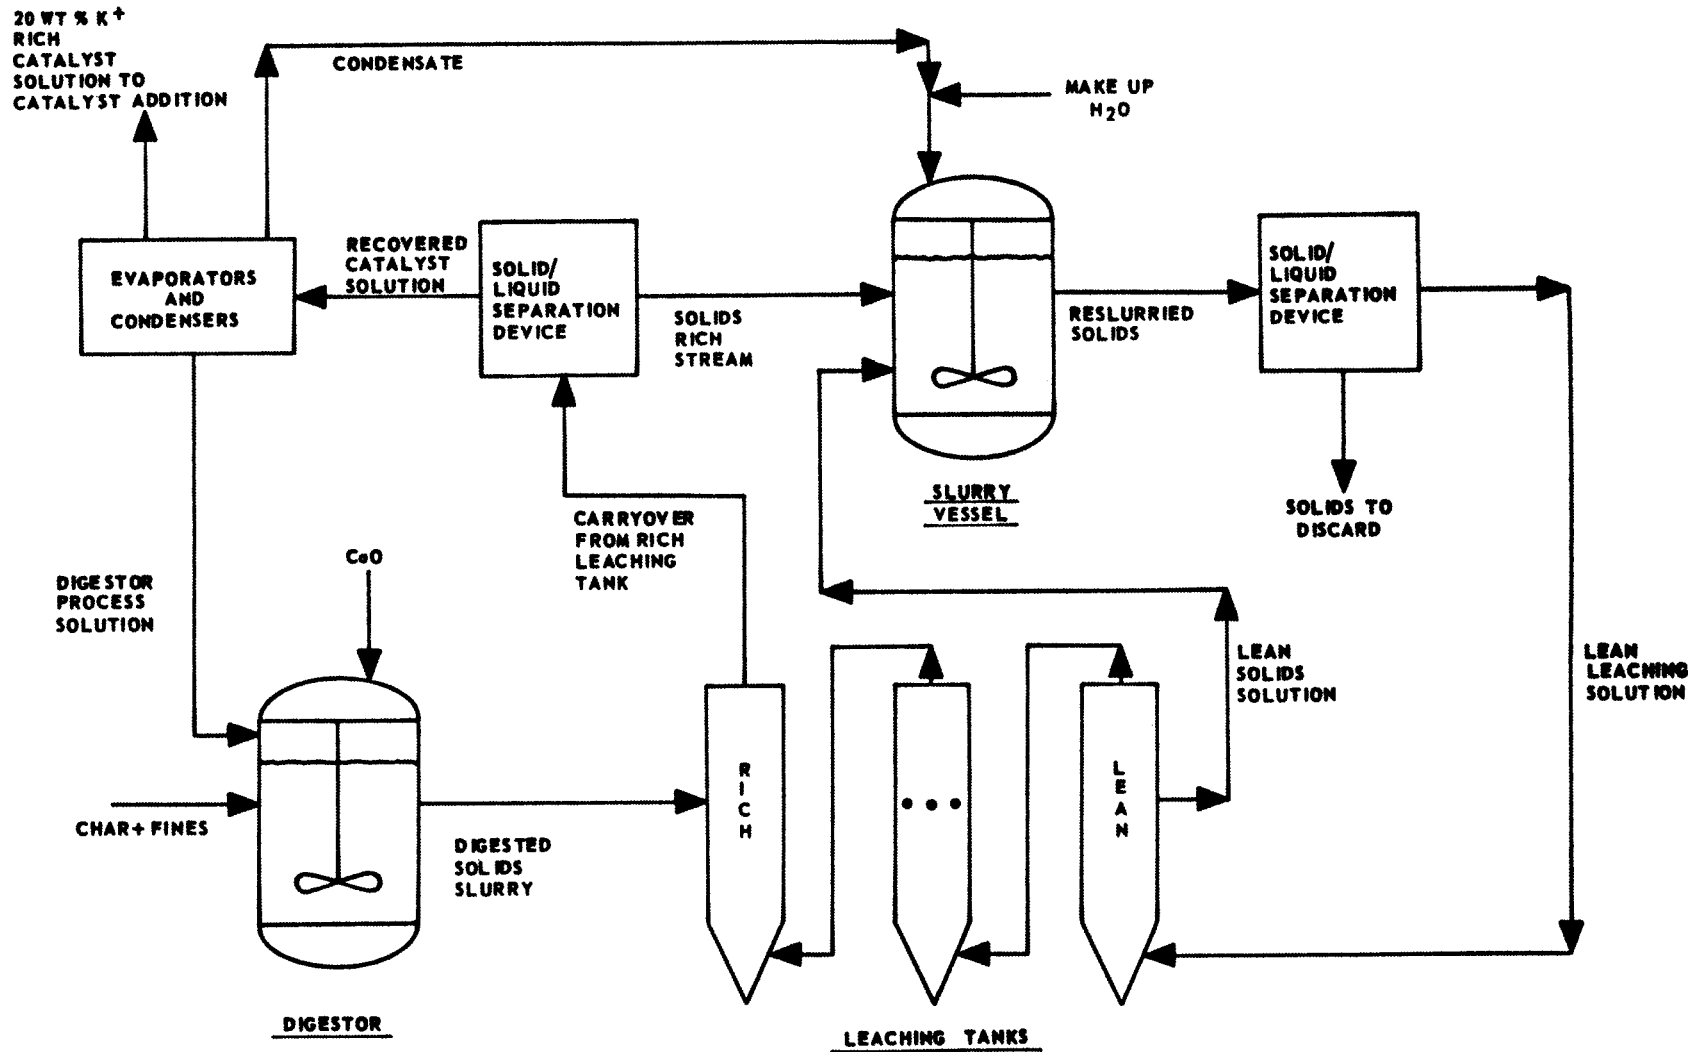 20 WT % K+
RICH
CATALYST
SOLUTION TO
CATALYST ADDITION
CONDENSATE
MAKE UP
H2O
EVAPORATORS
AND
CONDENSERS
RECOVERED
CATALYST
SOLUTION
SOLID/
LIQUID
SEPARATION
DEVICE
SOLIDS
RICH
STREAM
RESLURRIED
SOLIDS
SOLID/
LIQUID
SEPARATION
DEVICE
SLURRY
VESSEL
SOLIDS TO
DISCARD
CARRYOVER
FROM RICH
LEACHING
TANK
CaO
DIGESTOR
PROCESS
SOLUTION
LEAN
SOLIDS
SOLUTION
LEAN
LEACHING
SOLUTION
RICH
LEAN
CHAR+ FINES
DIGESTED
SOLIDS
SLURRY
DIGESTOR
LEACHING TANKS